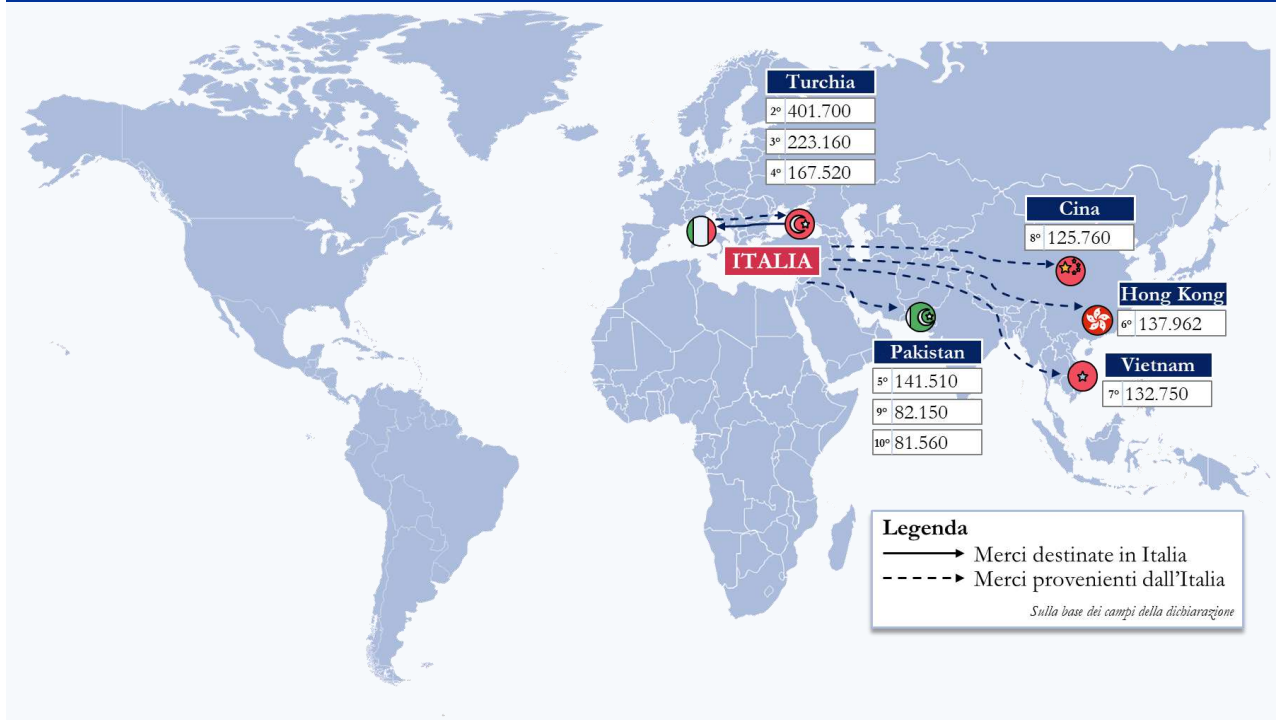 Turchia
2° 401.700
3° 223.160
4° 167.520
ITALIA
Cina
8° 125.760
Hong Kong
6° 137.962
Vietnam
7° 132.750
Pakistan
5° 141.510
9° 82.150
10° 81.560
Legenda
Merci destinate in Italia
Merci provenienti dall'Italia
Sulla base dei campi della dichiarazione